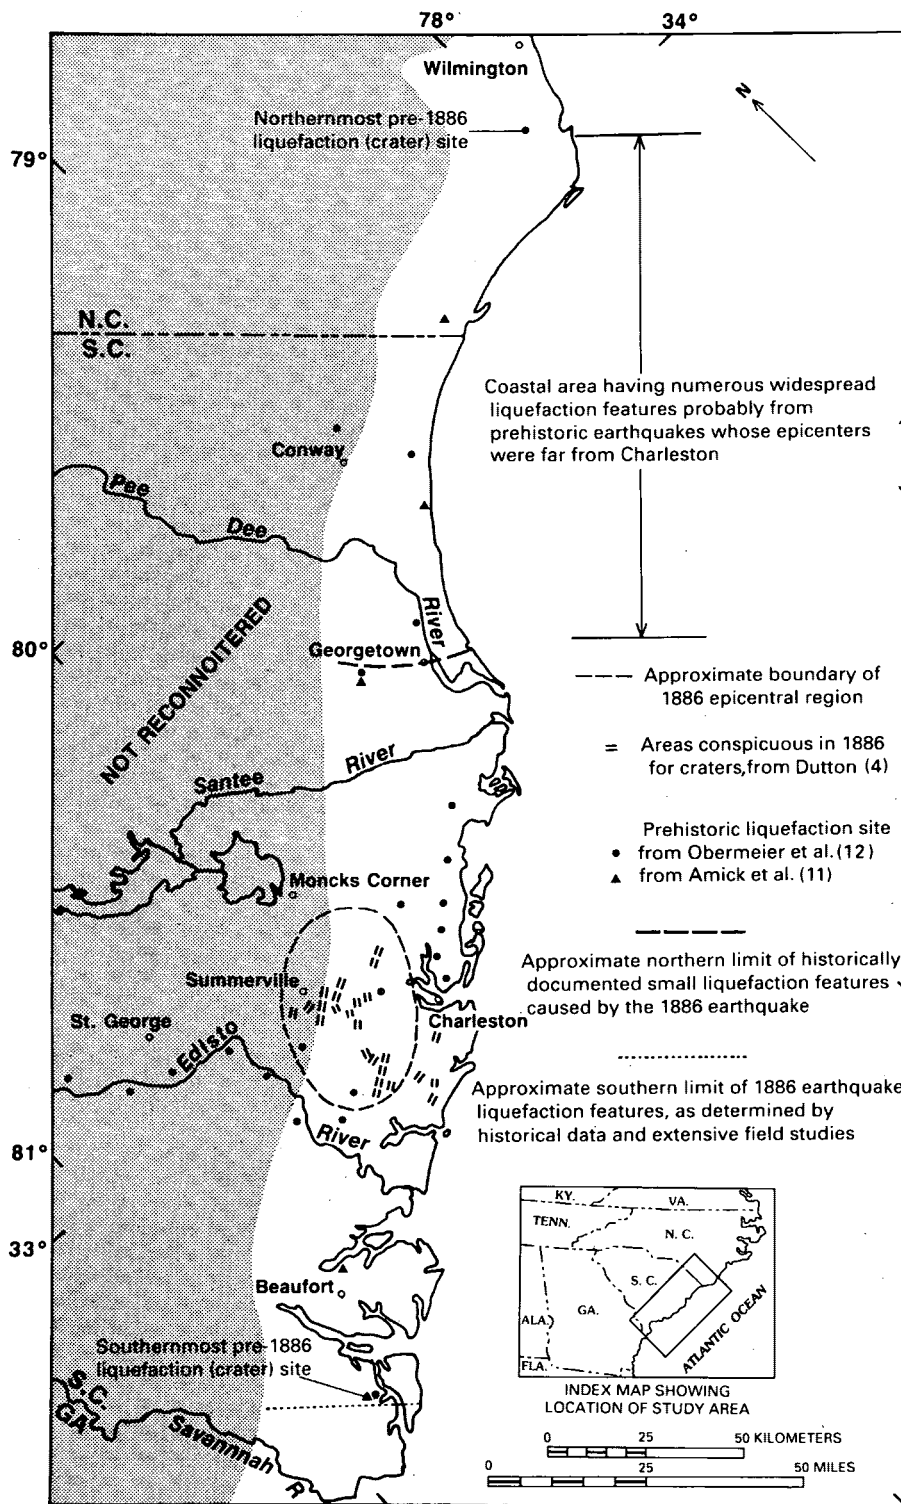 78°
34°
Wilmington
N
Northernmost pre-1886
liquefaction (crater) site
79°
N.C.
S.C.
Coastal area having numerous widespread
liquefaction features probably from
prehistoric earthquakes whose epicenters
were far from Charleston
Conway
Pee
Dee
River
NOT RECONNOITERED
80°
Georgetown
Approximate boundary of
1886 epicentral region
= Areas conspicuous in 1886
for craters, from Dutton (4)
Santee
River
Prehistoric liquefaction site
● from Obermeier et al. (12)
▲ from Amick et al. (11)
Moncks Corner
Summerville
Approximate northern limit of historically
documented small liquefaction features
caused by the 1886 earthquake
St. George
Charleston
Edisto
River
Approximate southern limit of 1886 earthquake
liquefaction features, as determined by
historical data and extensive field studies
81°
33°
Beaufort
Southernmost pre-1886
liquefaction (crater) site
S.C.
GA
Savannnah
R
KY.
VA.
TENN.
N. C.
S. C.
GA.
ALA.
FLA.
ATLANTIC OCEAN
INDEX MAP SHOWING
LOCATION OF STUDY AREA
0 25 50 KILOMETERS
0 25 50 MILES